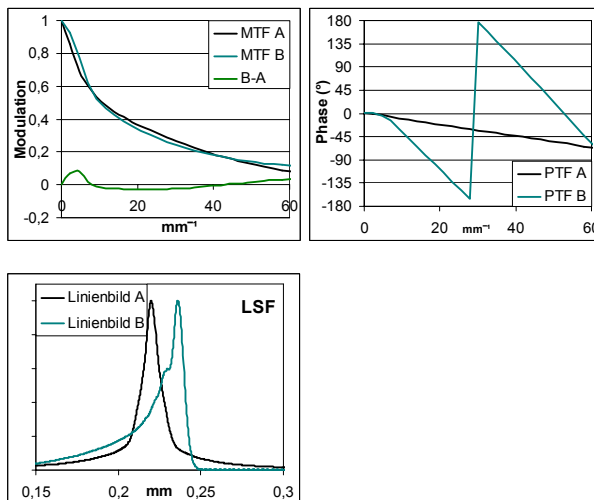 1
0,8
0,6
0,4
0,2
0
-0,2
Modulation
MTF A
MTF B
B-A
0 20 40 60
mm⁻¹
180
135
90
45
0
-45
-90
-135
-180
Phase (°)
PTF A
PTF B
0 20 40 60
mm⁻¹
Linienbild A
Linienbild B
LSF
0,15 0,2 mm 0,25 0,3